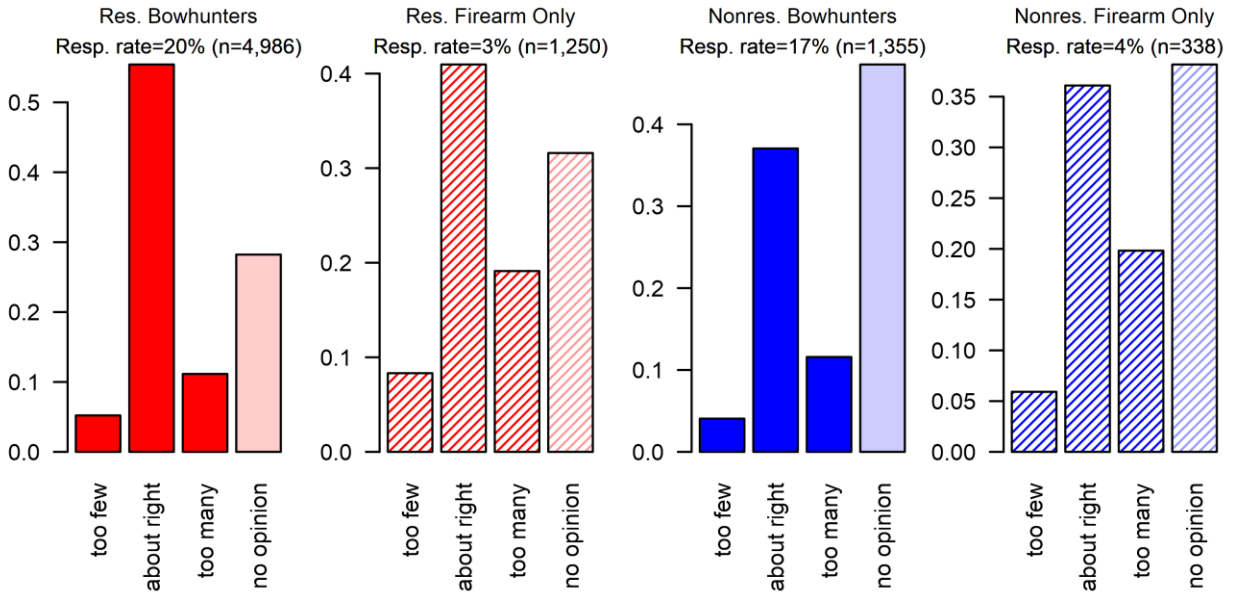 Res. Bowhunters
Resp. rate=20% (n=4,986)
0.5
0.4
0.3
0.2
0.1
0.0
too few
about right
too many
no opinion
Res. Firearm Only
Resp. rate=3% (n=1,250)
0.4
0.3
0.2
0.1
0.0
too few
about right
too many
no opinion
Nonres. Bowhunters
Resp. rate=17% (n=1,355)
0.4
0.3
0.2
0.1
0.0
too few
about right
too many
no opinion
Nonres. Firearm Only
Resp. rate=4% (n=338)
0.35
0.30
0.25
0.20
0.15
0.10
0.05
0.00
too few
about right
too many
no opinion